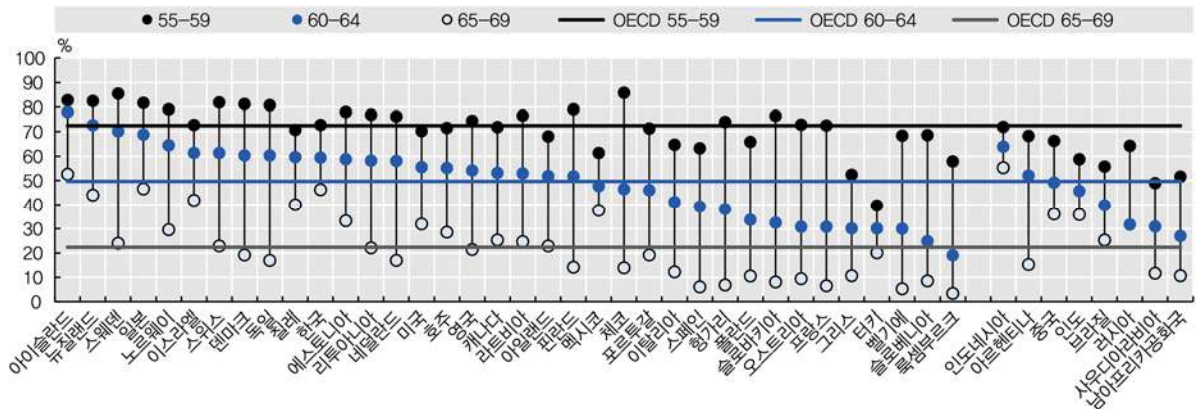 55-59 60-64 65-69 OECD 55-59 OECD 60-64 OECD 65-69
%
100
90
80
70
60
50
40
30
20
10
0
아이슬란드
뉴질랜드
스웨덴
일본
노르웨이
이스라엘
스위스
덴마크
독일
칠레
한국
에스토니아
리투아니아
네덜란드
미국
호주
영국
캐나다
라트비아
아일랜드
핀란드
멕시코
체코
포르투갈
이탈리아
스페인
헝가리
폴란드
슬로바키아
오스트리아
프랑스
그리스
터키
벨기에
슬로베니아
룩셈부르크
인도네시아
아르헨티나
중국
인도
브라질
러시아
사우디아라비아
남아프리카공화국